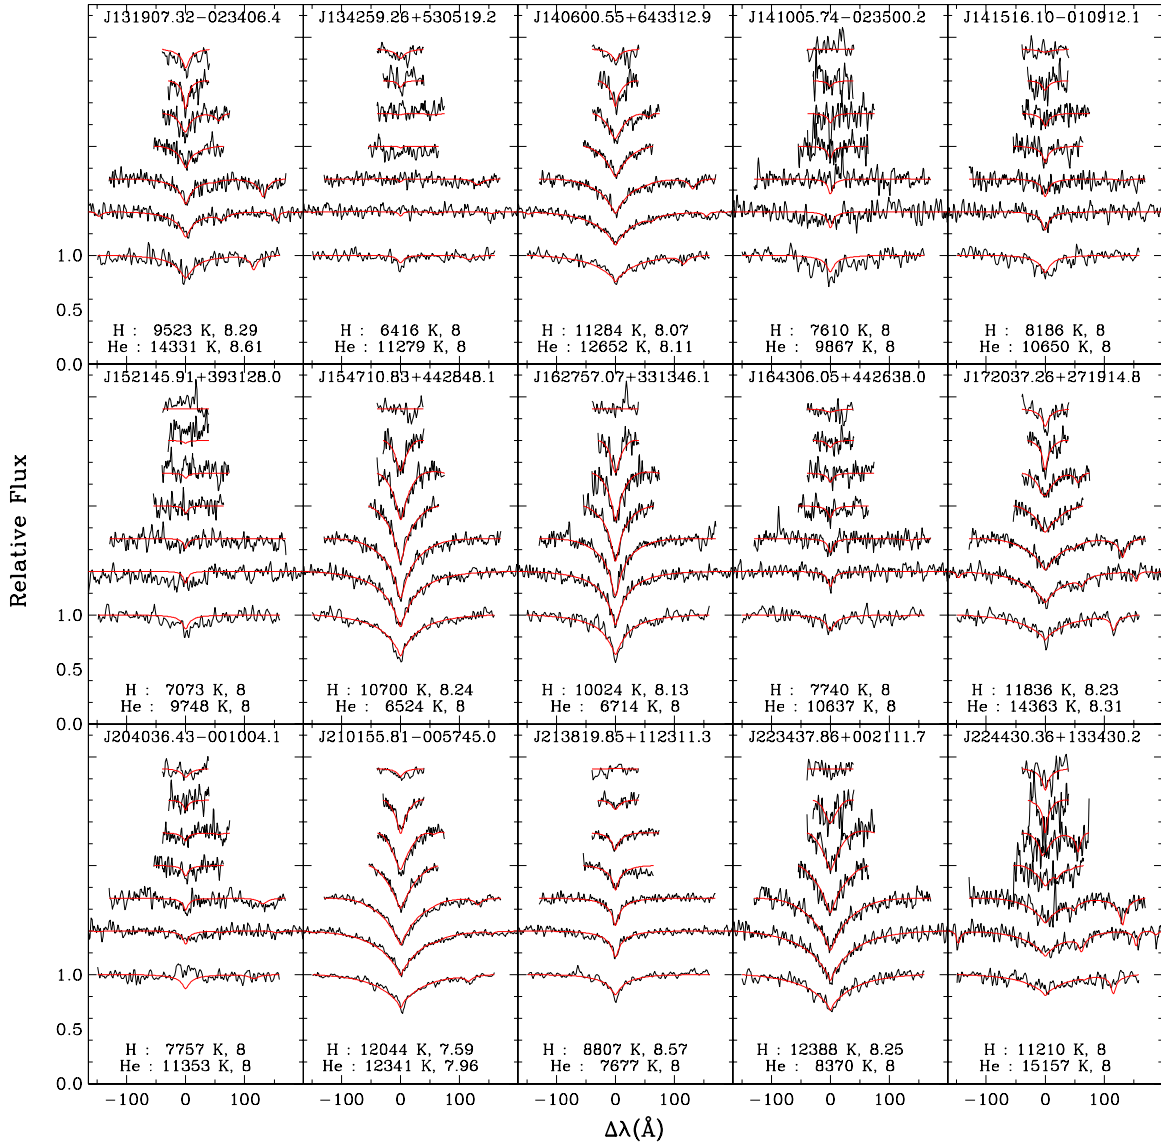 J131907.32−023406.4 J134259.26+530519.2 J140600.55+643312.9 J141005.74−023500.2 J141516.10−010912.1
1.0
0.5
0.0
H : 9523 K, 8.29
He : 14331 K, 8.61
H : 6416 K, 8
He : 11279 K, 8
H : 11284 K, 8.07
He : 12652 K, 8.11
H : 7610 K, 8
He : 9867 K, 8
H : 8186 K, 8
He : 10650 K, 8
J152145.91+393128.0 J154710.83+442848.1 J162757.07+331346.1 J164306.05+442638.0 J172037.26+271914.8
Relative Flux
1.0
0.5
0.0
H : 7073 K, 8
He : 9748 K, 8
H : 10700 K, 8.24
He : 6524 K, 8
H : 10024 K, 8.13
He : 6714 K, 8
H : 7740 K, 8
He : 10637 K, 8
H : 11836 K, 8.23
He : 14363 K, 8.31
J204036.43−001004.1 J210155.81−005745.0 J213819.85+112311.3 J223437.86+002111.7 J224430.36+133430.2
1.0
0.5
0.0
H : 7757 K, 8
He : 11353 K, 8
H : 12044 K, 7.59
He : 12341 K, 7.96
H : 8807 K, 8.57
He : 7677 K, 8
H : 12388 K, 8.25
He : 8370 K, 8
H : 11210 K, 8
He : 15157 K, 8
−100 0 100 −100 0 100 −100 0 100 −100 0 100 −100 0 100
Δλ(Å)